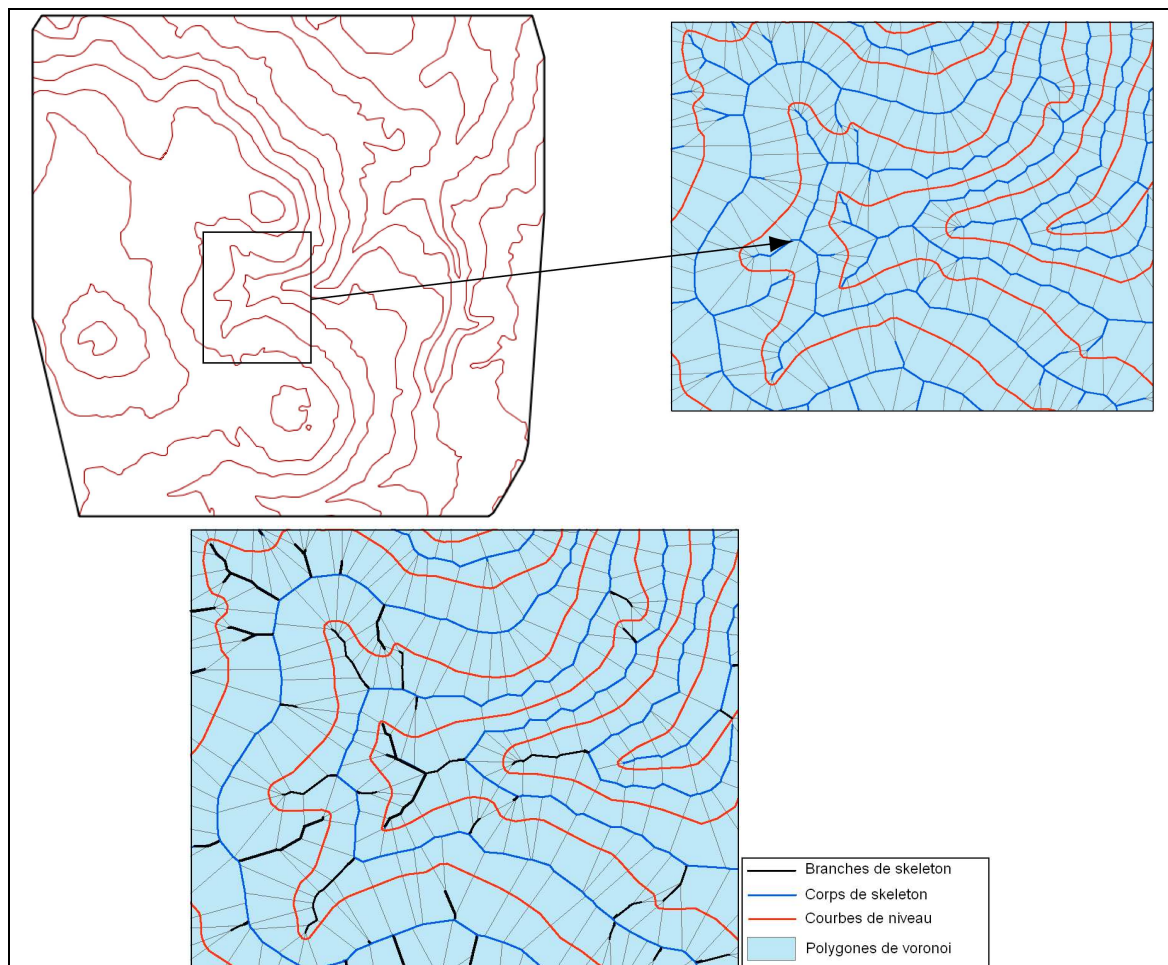 Branches de skeleton
Corps de skeleton
Courbes de niveau
Polygones de voronoi